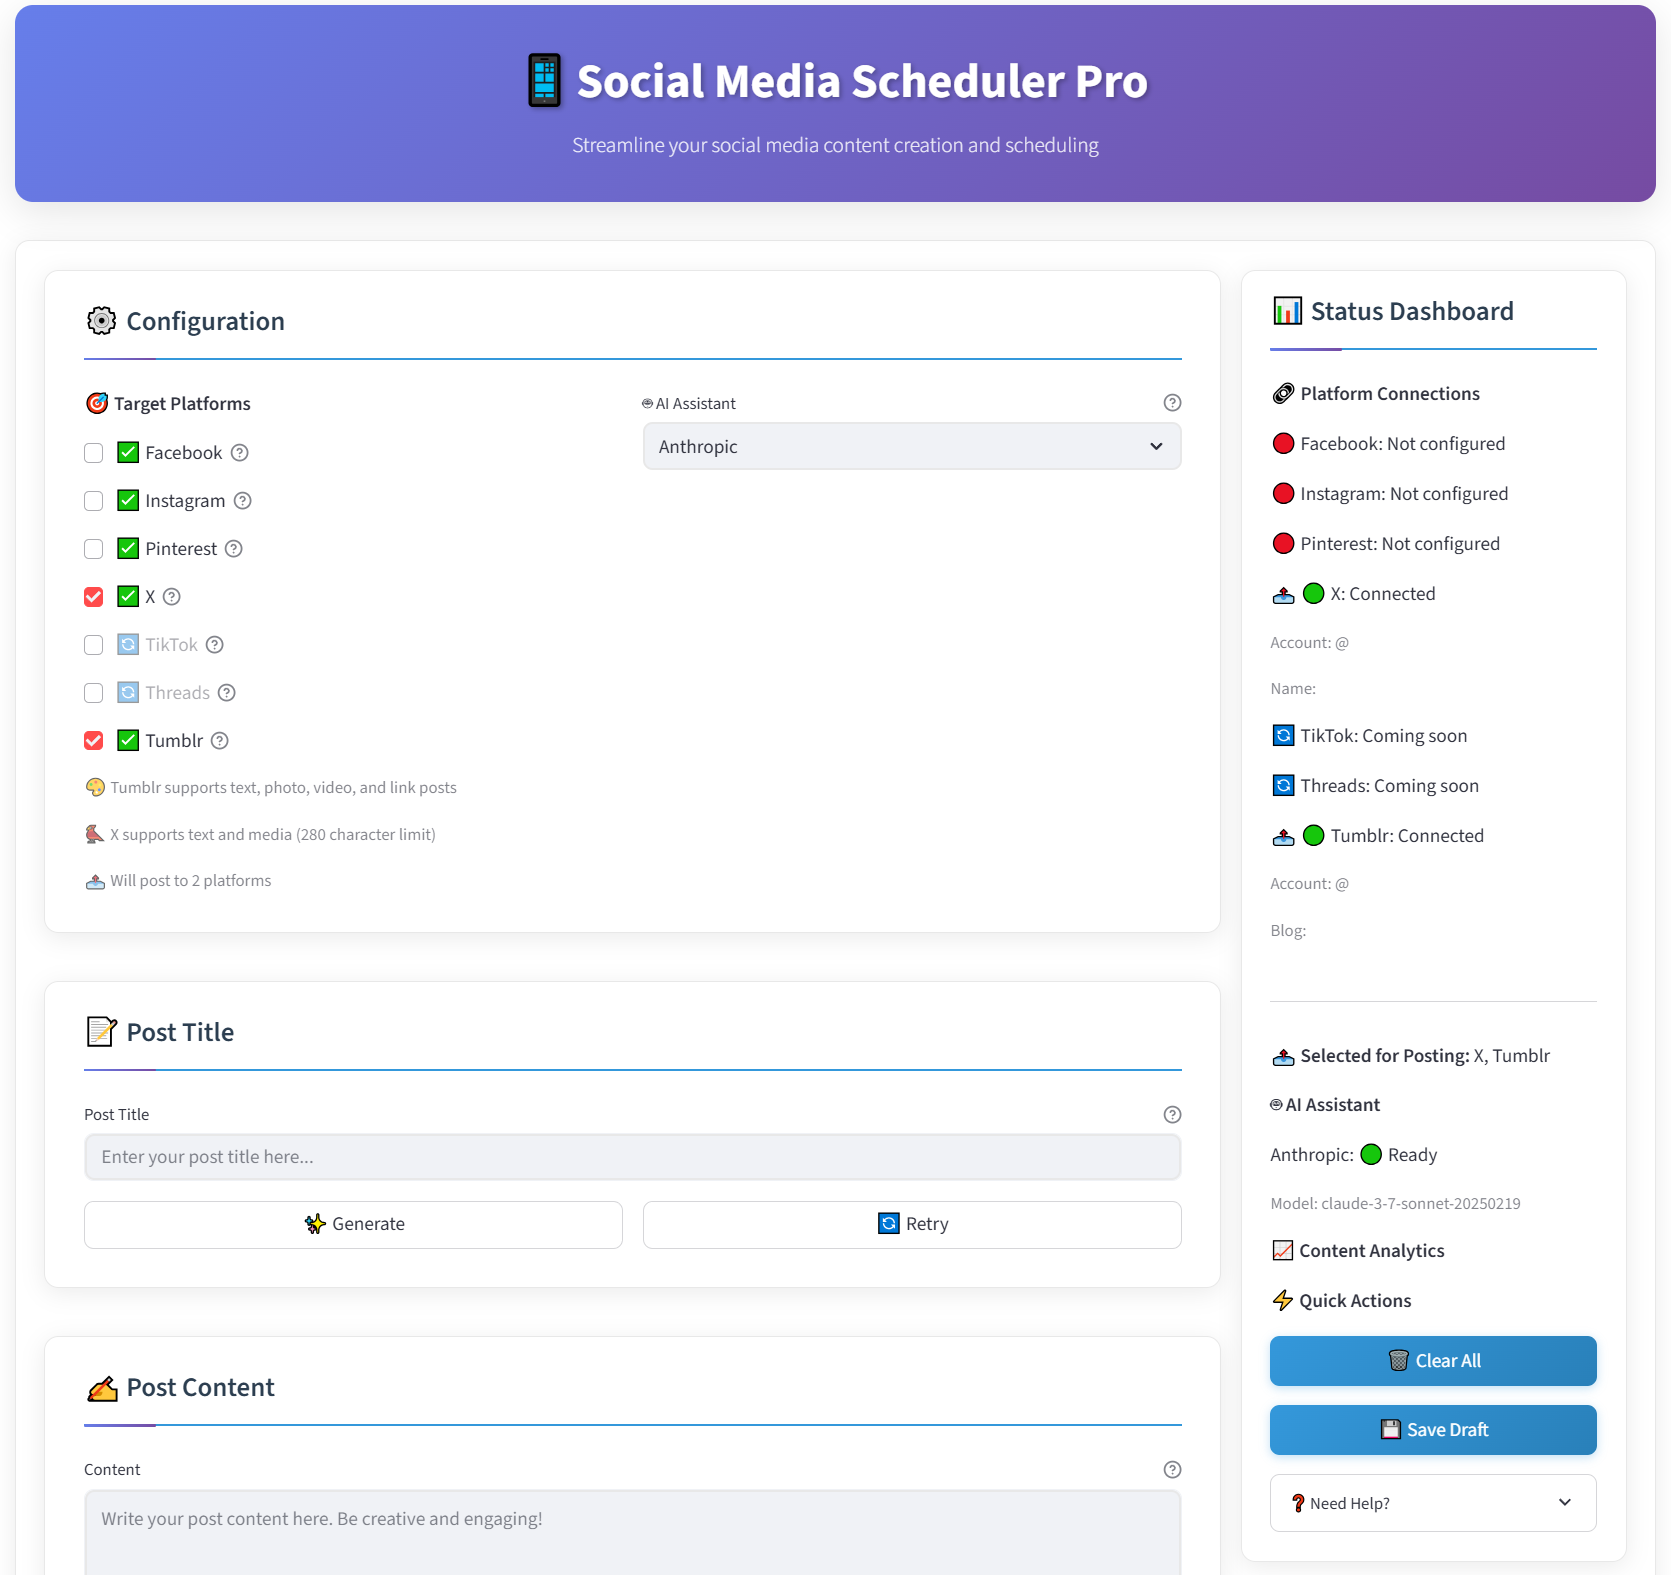 Social Media Scheduler Pro
Streamline your social media content creation and scheduling
Configuration
Target Platforms
Facebook
Instagram
Pinterest
X
TikTok
Threads
Tumblr
Tumblr supports text, photo, video, and link posts
X supports text and media (280 character limit)
Will post to 2 platforms
AI Assistant
Anthropic
Post Title
Post Title
Enter your post title here...
Generate
Retry
Post Content
Content
Write your post content here. Be creative and engaging!
Status Dashboard
Platform Connections
Facebook: Not configured
Instagram: Not configured
Pinterest: Not configured
X: Connected
Account: @
Name:
TikTok: Coming soon
Threads: Coming soon
Tumblr: Connected
Account: @
Blog:
Selected for Posting: X, Tumblr
AI Assistant
Anthropic: Ready
Model: claude-3-7-sonnet-20250219
Content Analytics
Quick Actions
Clear All
Save Draft
Need Help?